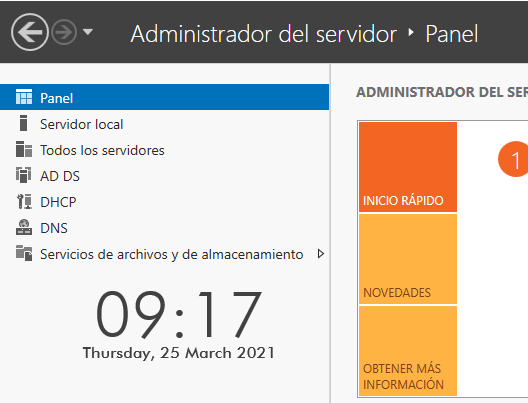 Administrador del servidor ‣ Panel
Panel
Servidor local
Todos los servidores
AD DS
DHCP
DNS
Servicios de archivos y de almacenamiento
09:17
Thursday, 25 March 2021
ADMINISTRADOR DEL SER
1
INICIO RÁPIDO
NOVEDADES
OBTENER MÁS
INFORMACIÓN